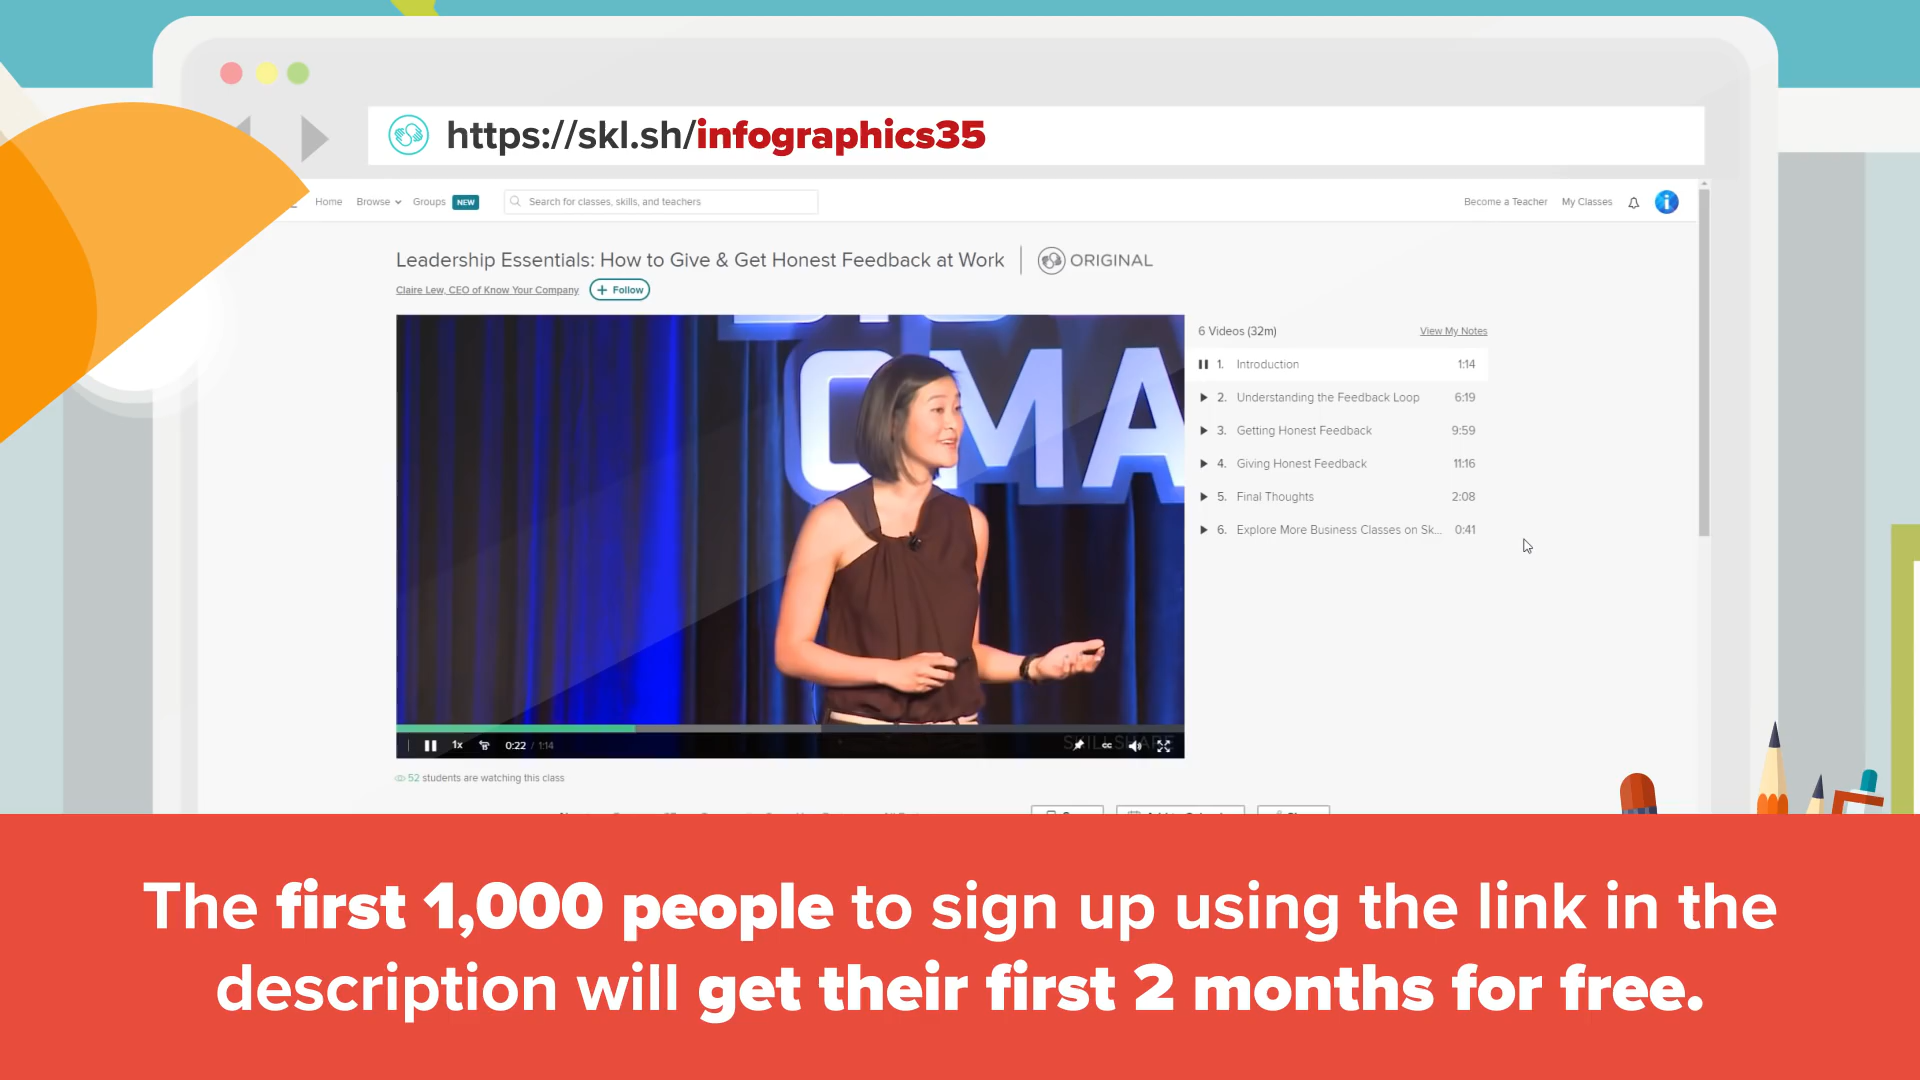 https://skl.sh/infographics35
Home Browse Groups NEW Search for classes, skills, and teachers Become a Teacher My Classes
Leadership Essentials: How to Give & Get Honest Feedback at Work ORIGINAL
Claire Lew, CEO of Know Your Company + Follow
CMA
6 Videos (32m) View My Notes
1. Introduction 1:14
2. Understanding the Feedback Loop 6:19
3. Getting Honest Feedback 9:59
4. Giving Honest Feedback 11:16
5. Final Thoughts 2:08
6. Explore More Business Classes on Sk... 0:41
1x 0:22 / 1:14 SKILLSHARE CC
52 students are watching this class
The first 1,000 people to sign up using the link in the
description will get their first 2 months for free.